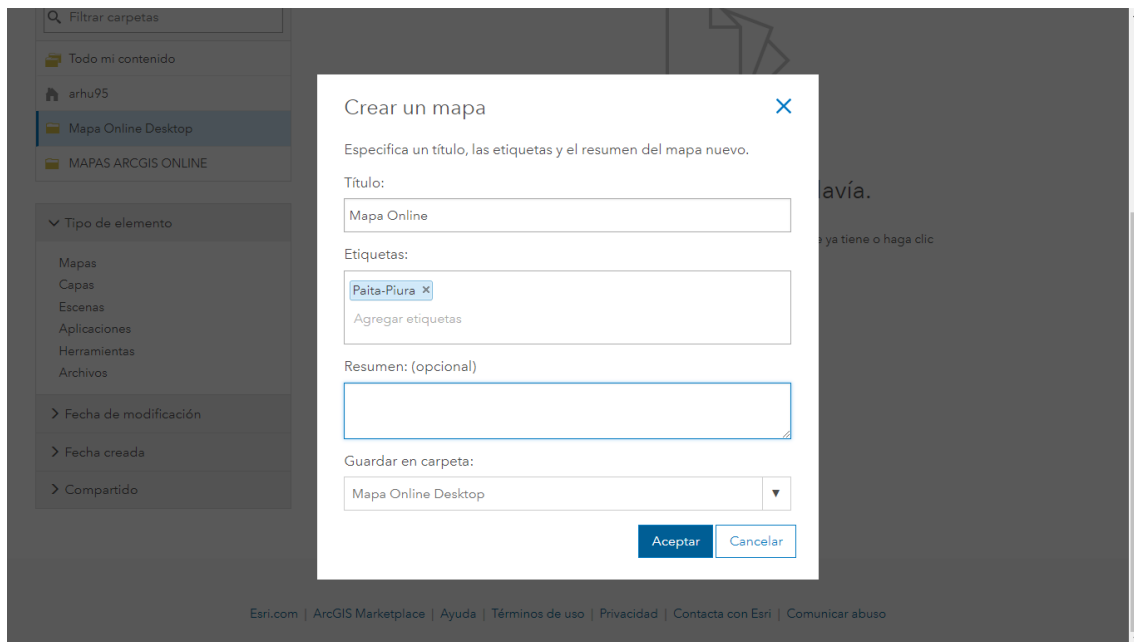 Filtrar carpetas
Todo mi contenido
arhu95
Mapa Online Desktop
MAPAS ARCGIS ONLINE
Tipo de elemento
Mapas
Capas
Escenas
Aplicaciones
Herramientas
Archivos
Fecha de modificación
Fecha creada
Compartido
Crear un mapa
Especifica un título, las etiquetas y el resumen del mapa nuevo.
Título:
Mapa Online
Etiquetas:
Paita-Piura ×
Agregar etiquetas
Resumen: (opcional)
Guardar en carpeta:
Mapa Online Desktop
Aceptar
Cancelar
lavía.
ya tiene o haga clic
Esri.com | ArcGIS Marketplace | Ayuda | Términos de uso | Privacidad | Contacta con Esri | Comunicar abuso